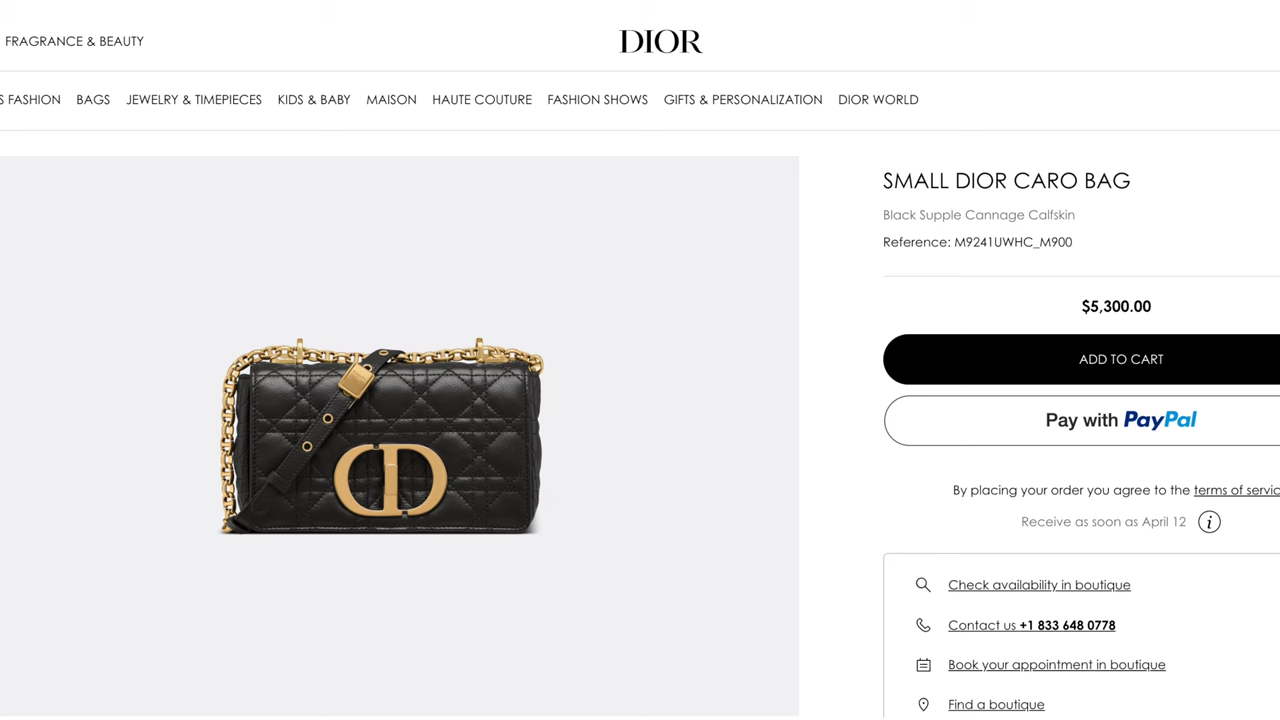 FRAGRANCE & BEAUTY
DIOR
S FASHION BAGS JEWELRY & TIMEPIECES KIDS & BABY MAISON HAUTE COUTURE FASHION SHOWS GIFTS & PERSONALIZATION DIOR WORLD
SMALL DIOR CARO BAG
Black Supple Cannage Calfskin
Reference: M9241UWHC_M900
$5,300.00
ADD TO CART
Pay with PayPal
By placing your order you agree to the terms of servic
Receive as soon as April 12 i
Check availability in boutique
Contact us +1 833 648 0778
Book your appointment in boutique
Find a boutique